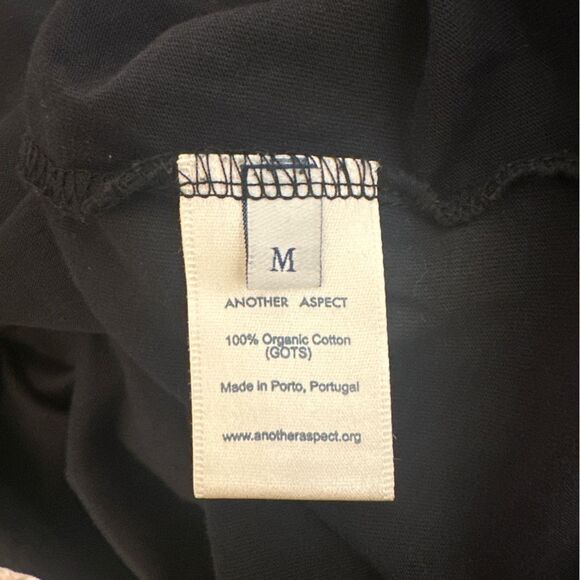 M
ANOTHER ASPECT
100% Organic Cotton
(GOTS)
Made in Porto, Portugal
www.anotheraspect.org